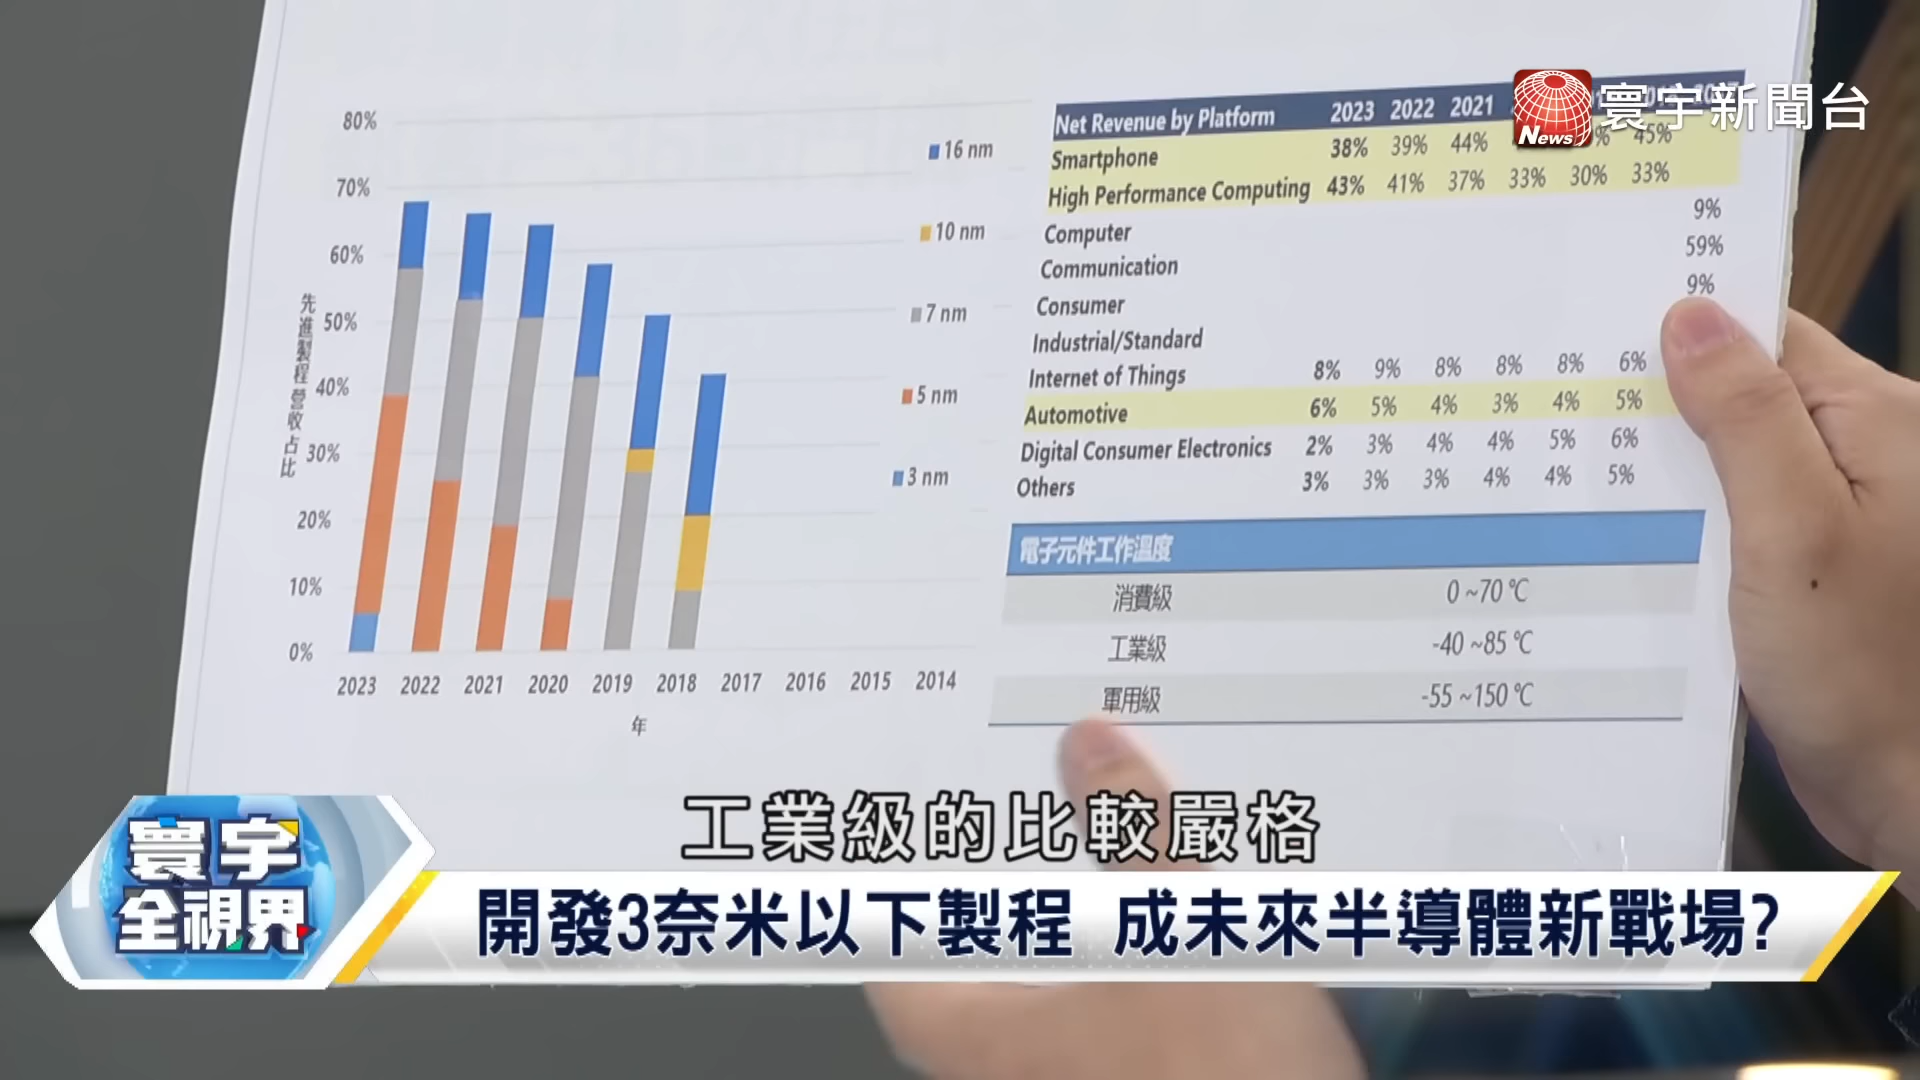 80%
70%
60%
50%
40%
30%
20%
10%
0%
先進製程營收占比
2023 2022 2021 2020 2019 2018 2017 2016 2015 2014
年
16 nm
10 nm
7 nm
5 nm
3 nm
Net Revenue by Platform 2023 2022 2021
Smartphone 38% 39% 44% % 45%
High Performance Computing 43% 41% 37% 33% 30% 33%
Computer 9%
Communication 59%
Consumer 9%
Industrial/Standard
Internet of Things 8% 9% 8% 8% 8% 6%
Automotive 6% 5% 4% 3% 4% 5%
Digital Consumer Electronics 2% 3% 4% 4% 5% 6%
Others 3% 3% 3% 4% 4% 5%
電子元件工作溫度
消費級 0 ~70 ℃
工業級 -40 ~85 ℃
軍用級 -55 ~150 ℃
News 寰宇新聞台
工業級的比較嚴格
寰宇
全視界
開發3奈米以下製程 成未來半導體新戰場?